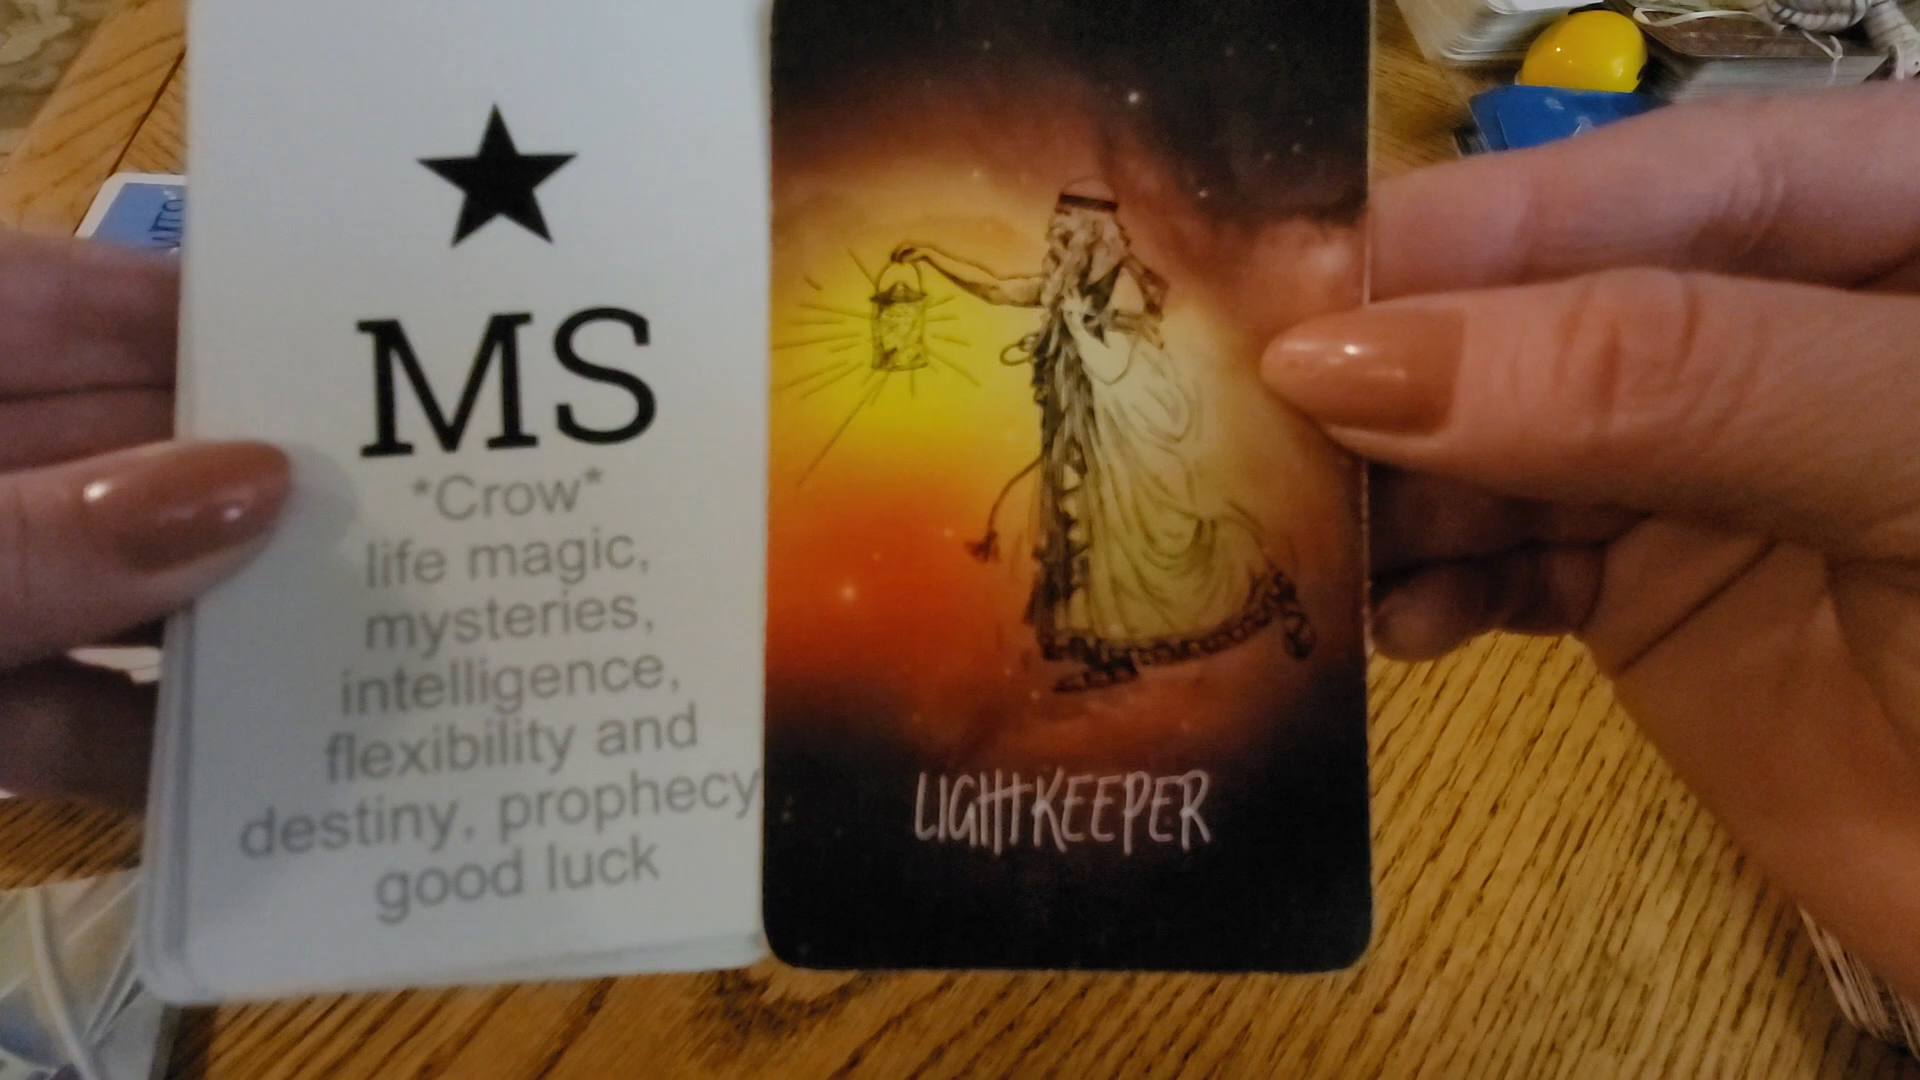 MS
*Crow*
life magic,
mysteries,
intelligence,
flexibility and
destiny, prophecy
good luck
LIGHTKEEPER